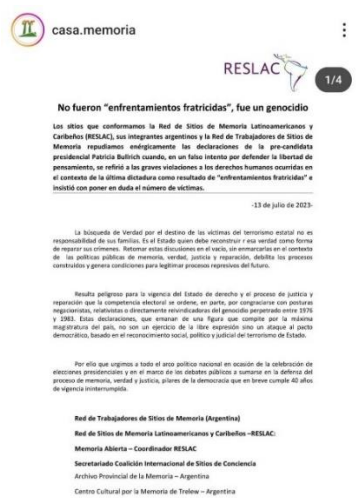 casa.memoria
RESLAC
1/4
No fueron “enfrentamientos fratricidas”, fue un genocidio
Los sitios que conformamos la Red de Sitios de Memoria Latinoamericanos y
Caribeños (RESLAC), sus integrantes argentinos y la Red de Trabajadores de Sitios de
Memoria repudiamos enérgicamente las declaraciones de la pre-candidata
presidencial Patricia Bullrich cuando, en un falso intento por defender la libertad de
pensamiento, se refirió a las graves violaciones a los derechos humanos ocurridas en
el contexto de la última dictadura como resultado de “enfrentamientos fratricidas” e
insistió con poner en duda el número de víctimas.
-13 de julio de 2023-
La búsqueda de Verdad por el destino de las víctimas del terrorismo estatal no es
responsabilidad de sus familias. Es el Estado quien debe reconstruir r esa verdad como forma
de reparar sus crímenes. Retomar estas discusiones en el vacío, sin enmarcarlas en el contexto
de las políticas públicas de memoria, verdad, justicia y reparación, debilita los procesos
construidos y genera condiciones para legitimar procesos represivos del futuro.
Resulta peligroso para la vigencia del Estado de derecho y el proceso de justicia y
reparación que la competencia electoral se ordene, en parte, por congraciarse con posturas
negacionistas, relativistas o directamente reivindicadoras del genocidio perpetrado entre 1976
y 1983. Estas declaraciones, que emanan de una figura que compite por la máxima
magistratura del país, no son un ejercicio de la libre expresión sino un ataque al pacto
democrático, basado en el reconocimiento social, político y judicial del terrorismo de Estado.
Por ello que urgimos a todo el arco político nacional en ocasión de la celebración de
elecciones presidenciales y en el marco de los debates públicos a sumarse en la defensa del
proceso de memoria, verdad y justicia, pilares de la democracia que en breve cumple 40 años
de vigencia ininterrumpida.
Red de Trabajadores de Sitios de Memoria (Argentina)
Red de Sitios de Memoria Latinoamericanos y Caribeños –RESLAC:
Memoria Abierta – Coordinador RESLAC
Secretariado Coalición Internacional de Sitios de Conciencia
Archivo Provincial de la Memoria – Argentina
Centro Cultural por la Memoria de Trelew – Argentina